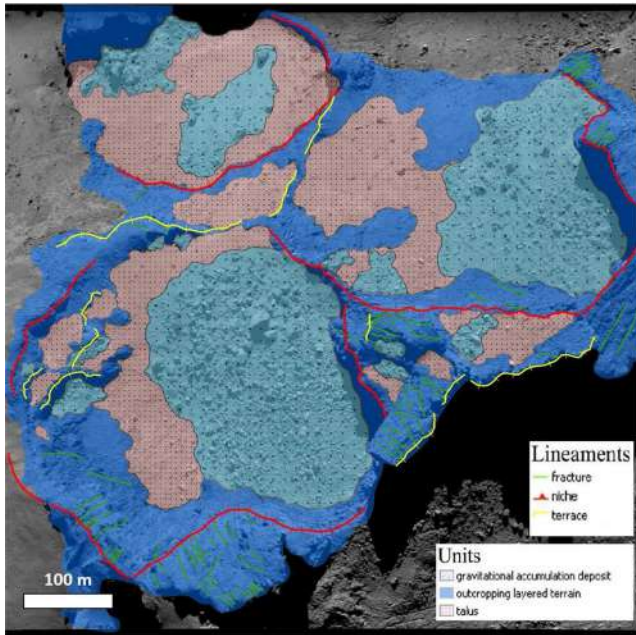 Lineaments
fracture
niche
terrace
Units
gravitational accumulation deposit
outcropping layered terrain
talus
100 m